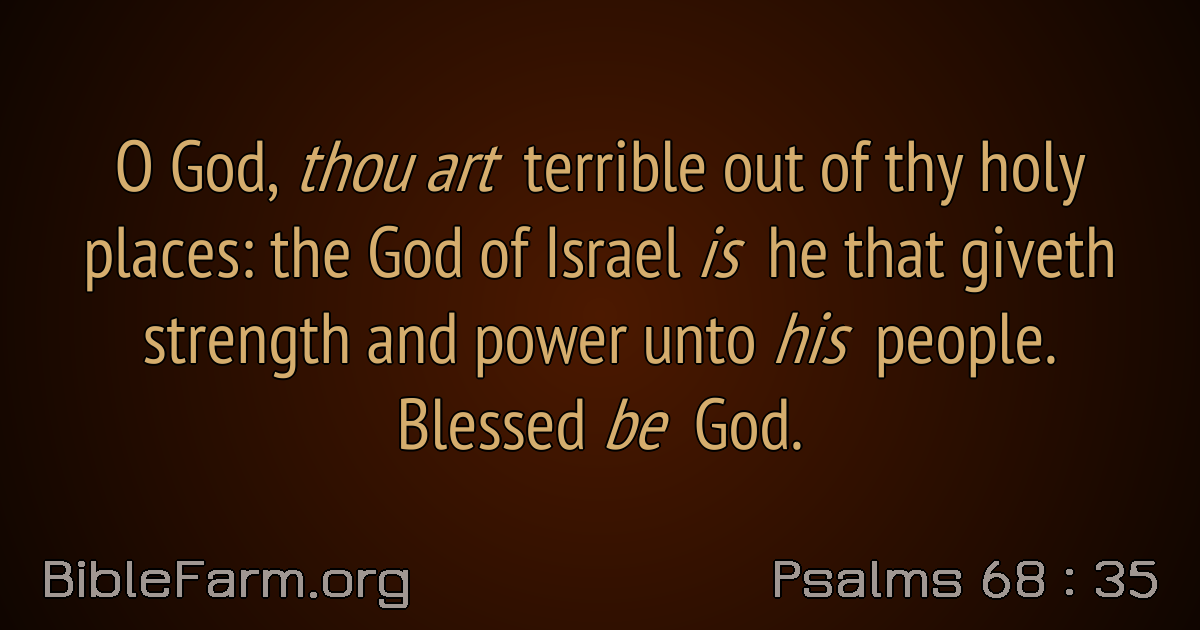 O God, thou art terrible out of thy holy
places: the God of Israel is he that giveth
strength and power unto his people.
Blessed be God.
BibleFarm.org
Psalms 68 : 35